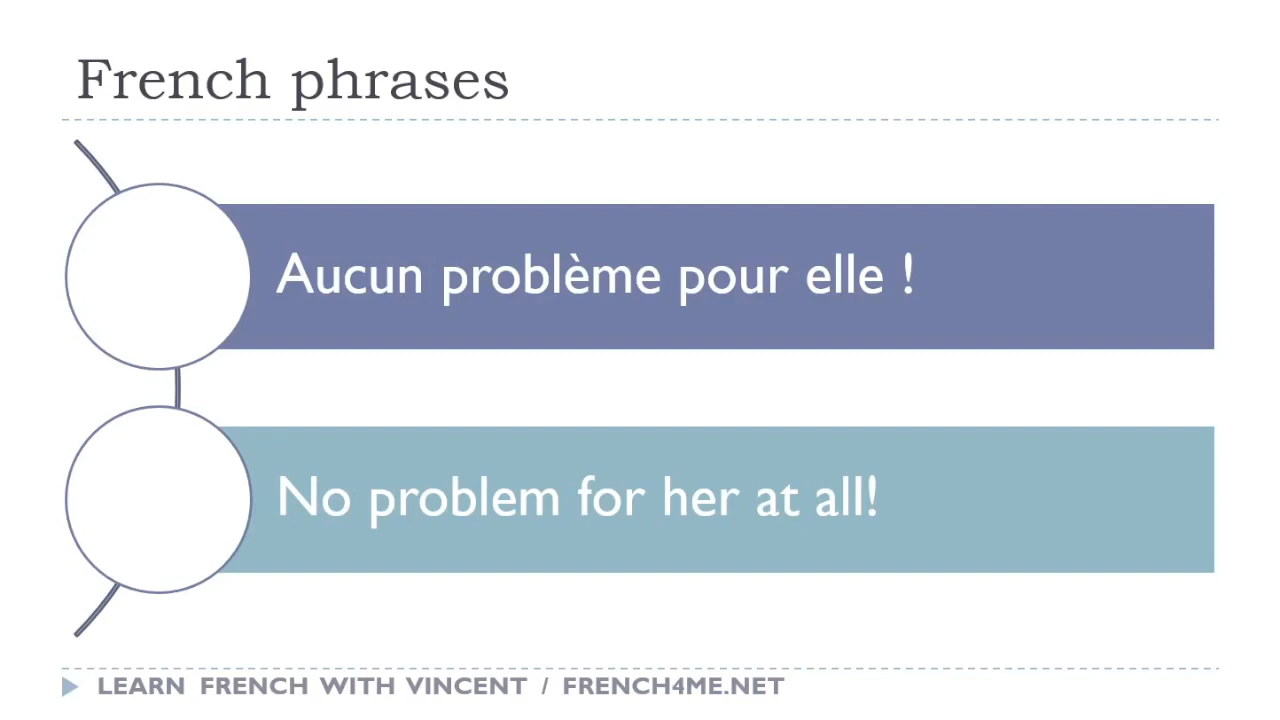 French phrases
Aucun problème pour elle !
No problem for her at all!
LEARN FRENCH WITH VINCENT / FRENCH4ME.NET